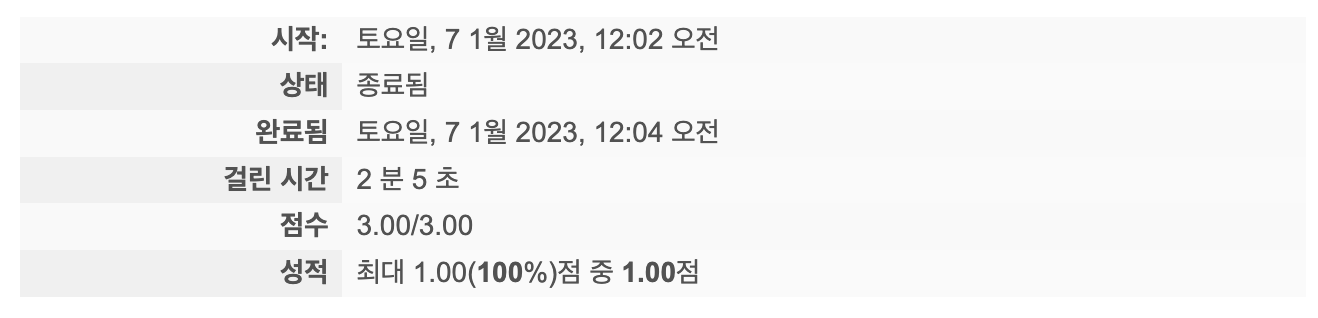 시작: 토요일, 7 1월 2023, 12:02 오전
상태 종료됨
완료됨 토요일, 7 1월 2023, 12:04 오전
걸린 시간 2 분 5 초
점수 3.00/3.00
성적 최대 1.00(100%)점 중 1.00점